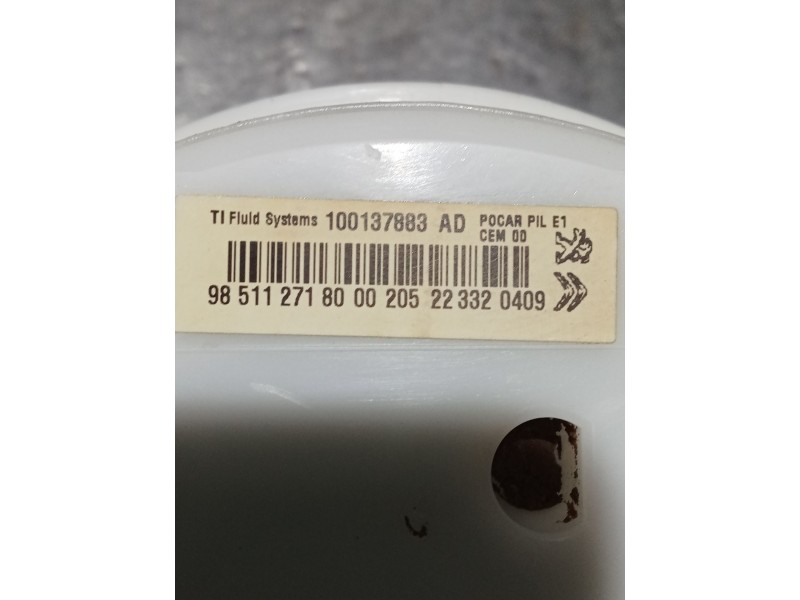 TI Fluid Systems 100137883 AD POCAR PIL E1
CEM 00
98 511 271 80 00 205 22 332 0409